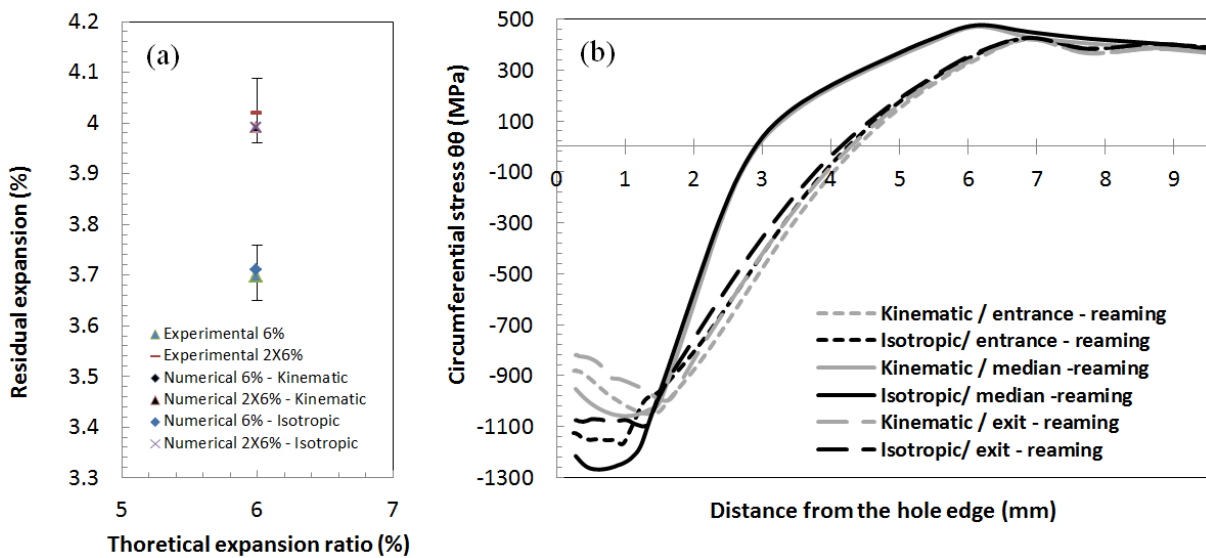 (a)
4.2
4.1
4
3.9
3.8
3.7
3.6
3.5
3.4
3.3
Residual expansion (%)
Experimental 6%
Experimental 2X6%
Numerical 6% - Kinematic
Numerical 2X6% - Kinematic
Numerical 6% - Isotropic
Numerical 2X6% - Isotropic
5 6 7
Thoretical expansion ratio (%)
(b)
500
300
100
-100
-300
-500
-700
-900
-1100
-1300
Circumferential stress θθ (MPa)
0 1 2 3 4 5 6 7 8 9
Kinematic / entrance - reaming
Isotropic/ entrance - reaming
Kinematic / median -reaming
Isotropic/ median -reaming
Kinematic / exit - reaming
Isotropic/ exit - reaming
Distance from the hole edge (mm)